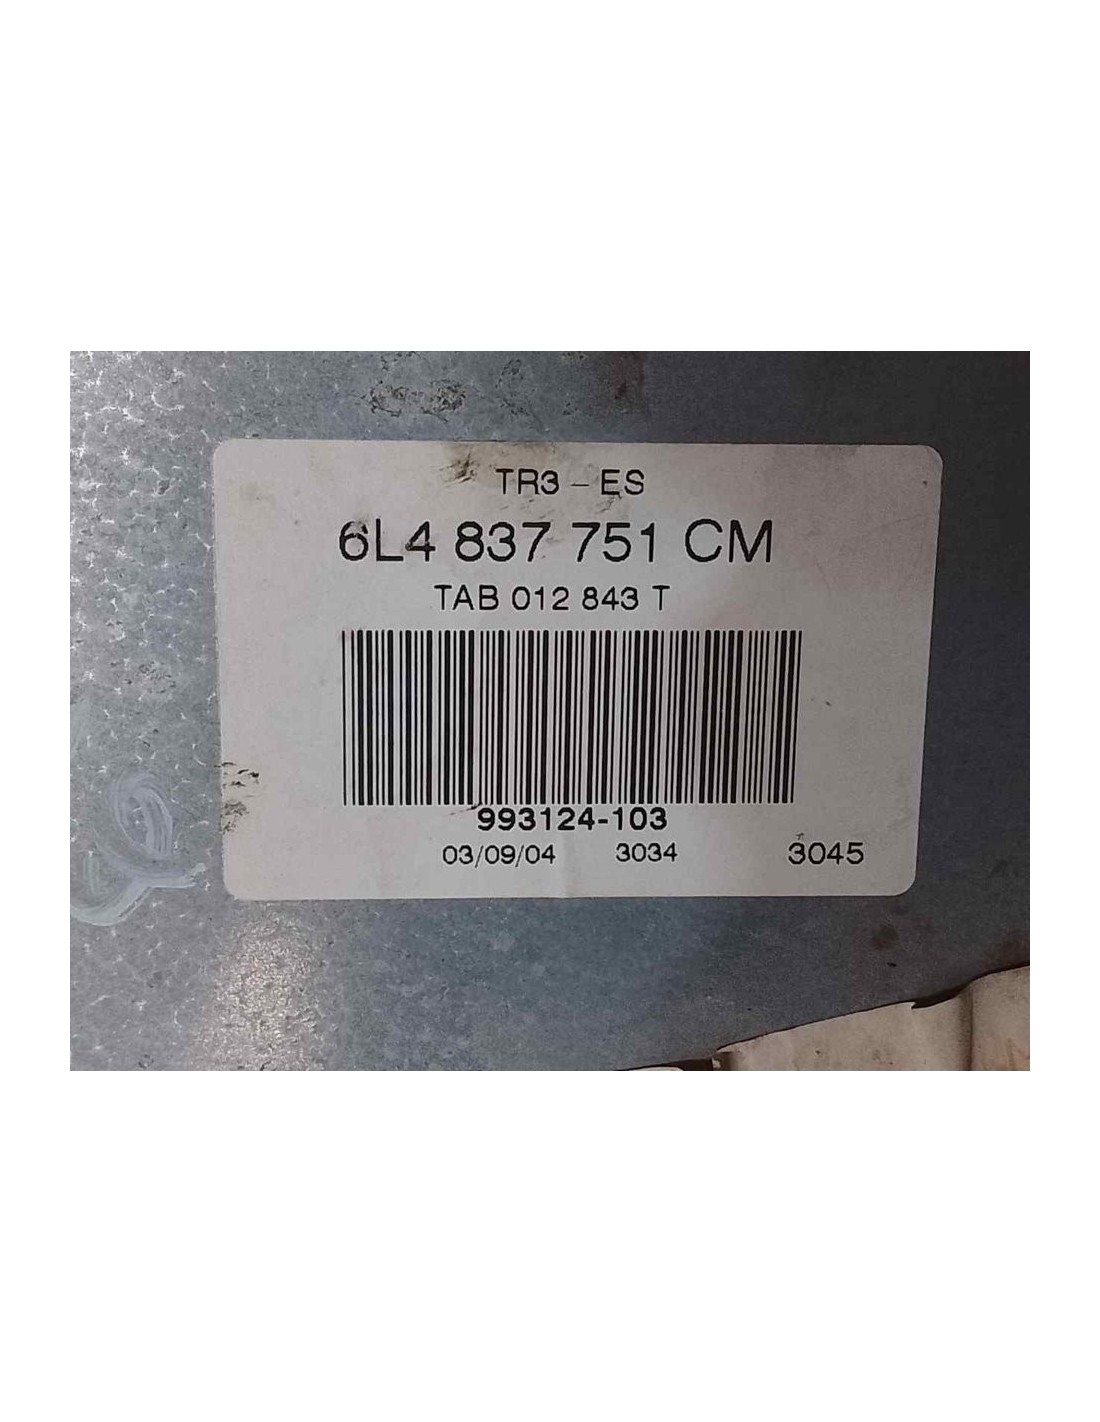 TR3 - ES
6L4 837 751 CM
TAB 012 843 T
993124-103
03/09/04 3034 3045